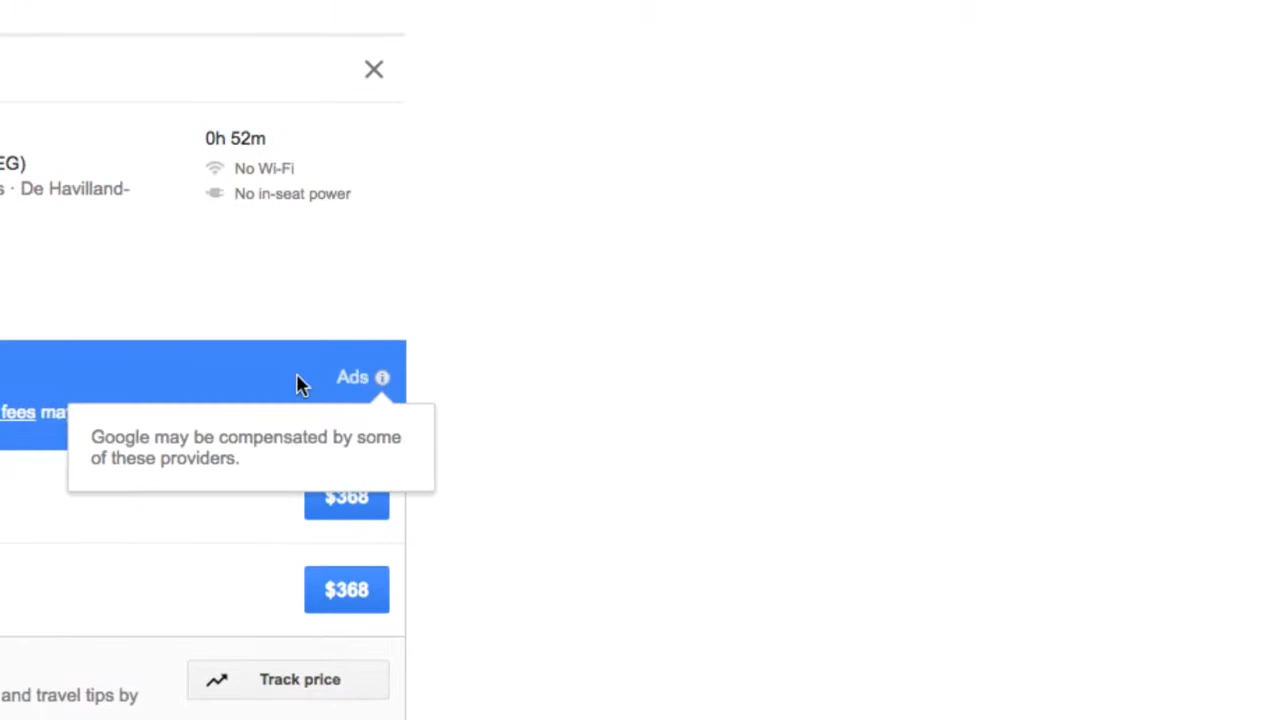 0h 52m
EG)
No Wi-Fi
s · De Havilland-
No in-seat power
Ads
fees may
Google may be compensated by some
of these providers.
$368
$368
Track price
and travel tips by